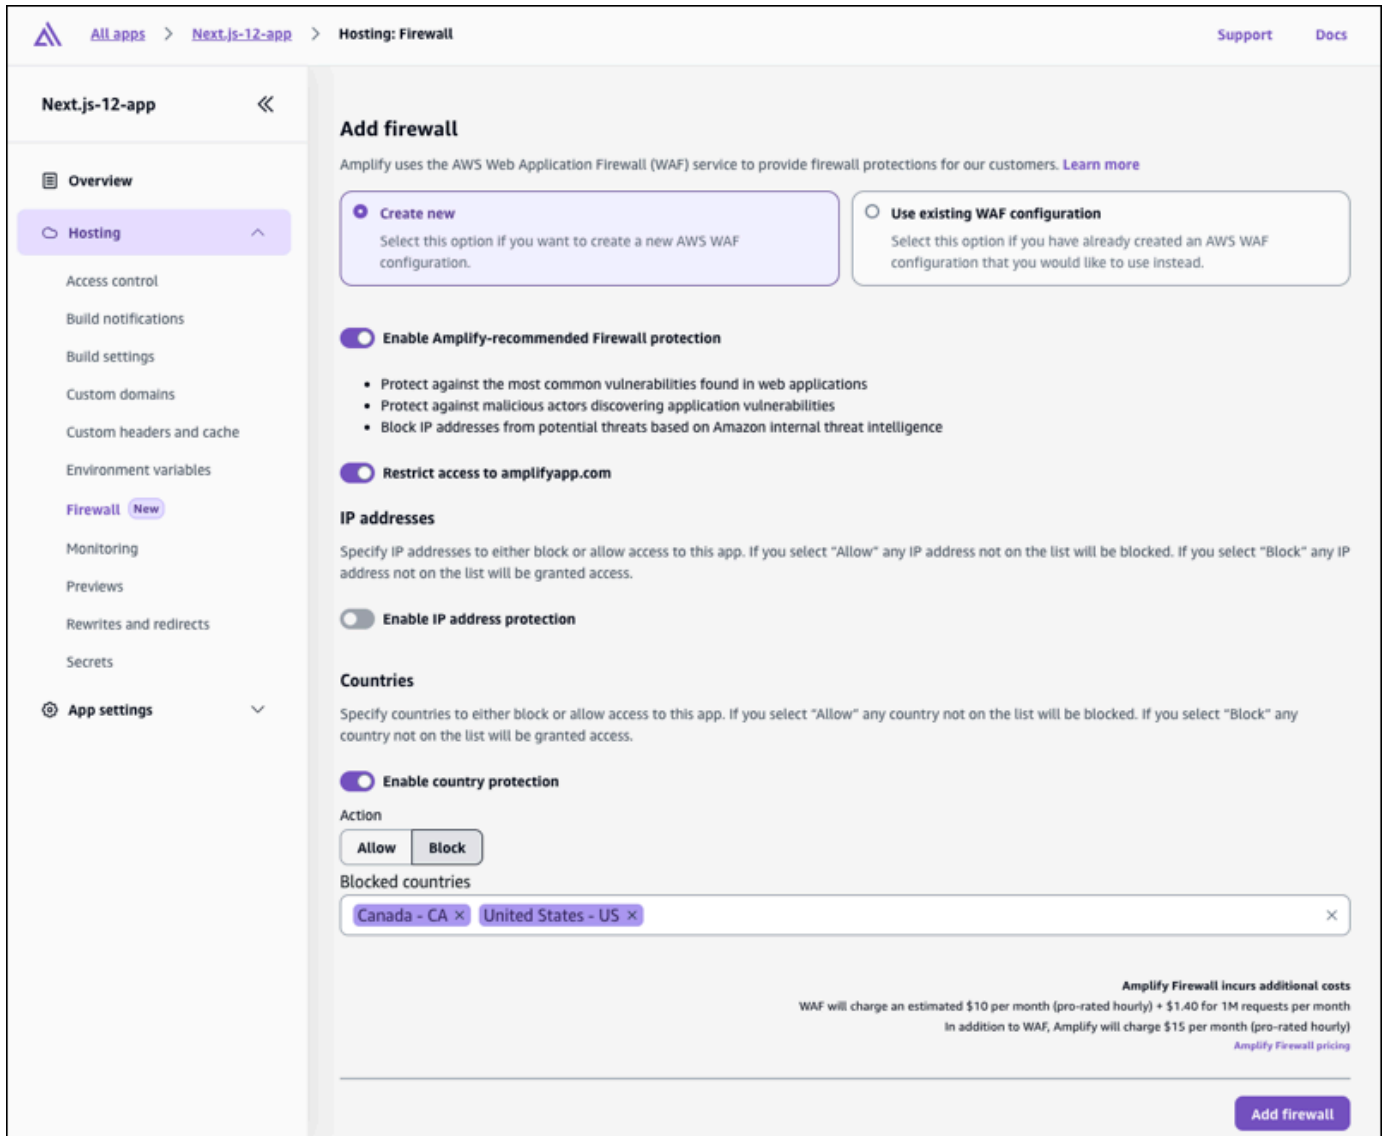 All apps > Next.js-12-app > Hosting: Firewall
Support Docs
Next.js-12-app
Overview
Hosting
Access control
Build notifications
Build settings
Custom domains
Custom headers and cache
Environment variables
Firewall New
Monitoring
Previews
Rewrites and redirects
Secrets
App settings
Add firewall
Amplify uses the AWS Web Application Firewall (WAF) service to provide firewall protections for our customers. Learn more
Create new
Select this option if you want to create a new AWS WAF
configuration.
Use existing WAF configuration
Select this option if you have already created an AWS WAF
configuration that you would like to use instead.
Enable Amplify-recommended Firewall protection
• Protect against the most common vulnerabilities found in web applications
• Protect against malicious actors discovering application vulnerabilities
• Block IP addresses from potential threats based on Amazon internal threat intelligence
Restrict access to amplifyapp.com
IP addresses
Specify IP addresses to either block or allow access to this app. If you select "Allow" any IP address not on the list will be blocked. If you select "Block" any IP
address not on the list will be granted access.
Enable IP address protection
Countries
Specify countries to either block or allow access to this app. If you select "Allow" any country not on the list will be blocked. If you select "Block" any
country not on the list will be granted access.
Enable country protection
Action
Allow Block
Blocked countries
Canada - CA × United States - US ×
Amplify Firewall incurs additional costs
WAF will charge an estimated $10 per month (pro-rated hourly) + $1.40 for 1M requests per month
In addition to WAF, Amplify will charge $15 per month (pro-rated hourly)
Amplify Firewall pricing
Add firewall